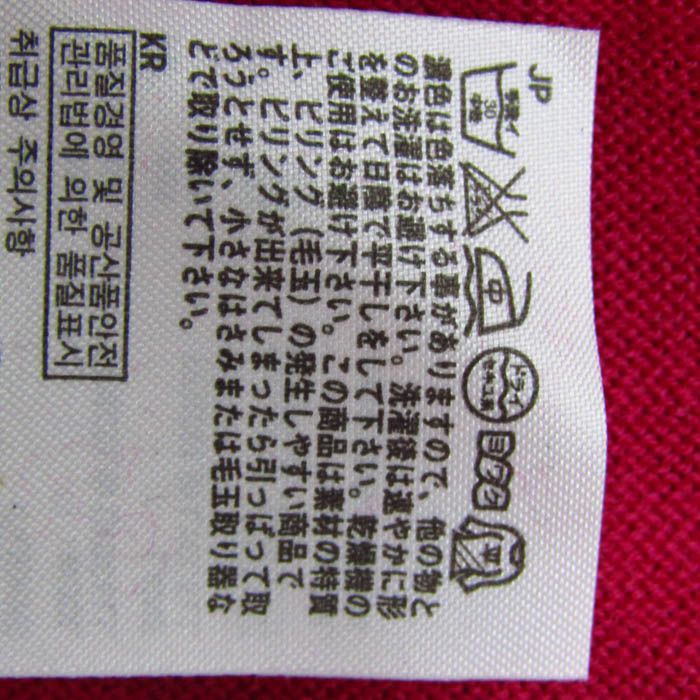 JP
30
中
ドライ
ヨワク
平
濃色は色落ちする事がありますので、他の物と
のお洗濯はお避け下さい。洗濯後は速やかに形
を整えて日陰で平干しをして下さい。乾燥機の
ご使用はお避け下さい。この商品は素材の特質
上、ピリング（毛玉）の発生しやすい商品で
す。ピリングが出来てしまったら引っぱって取
ろうとせず、小さなはさみまたは毛玉取り器な
どで取り除いて下さい。
KR
품질경영 및 공산품안전
관리법에 의한 품질표시
취급상 주의사항